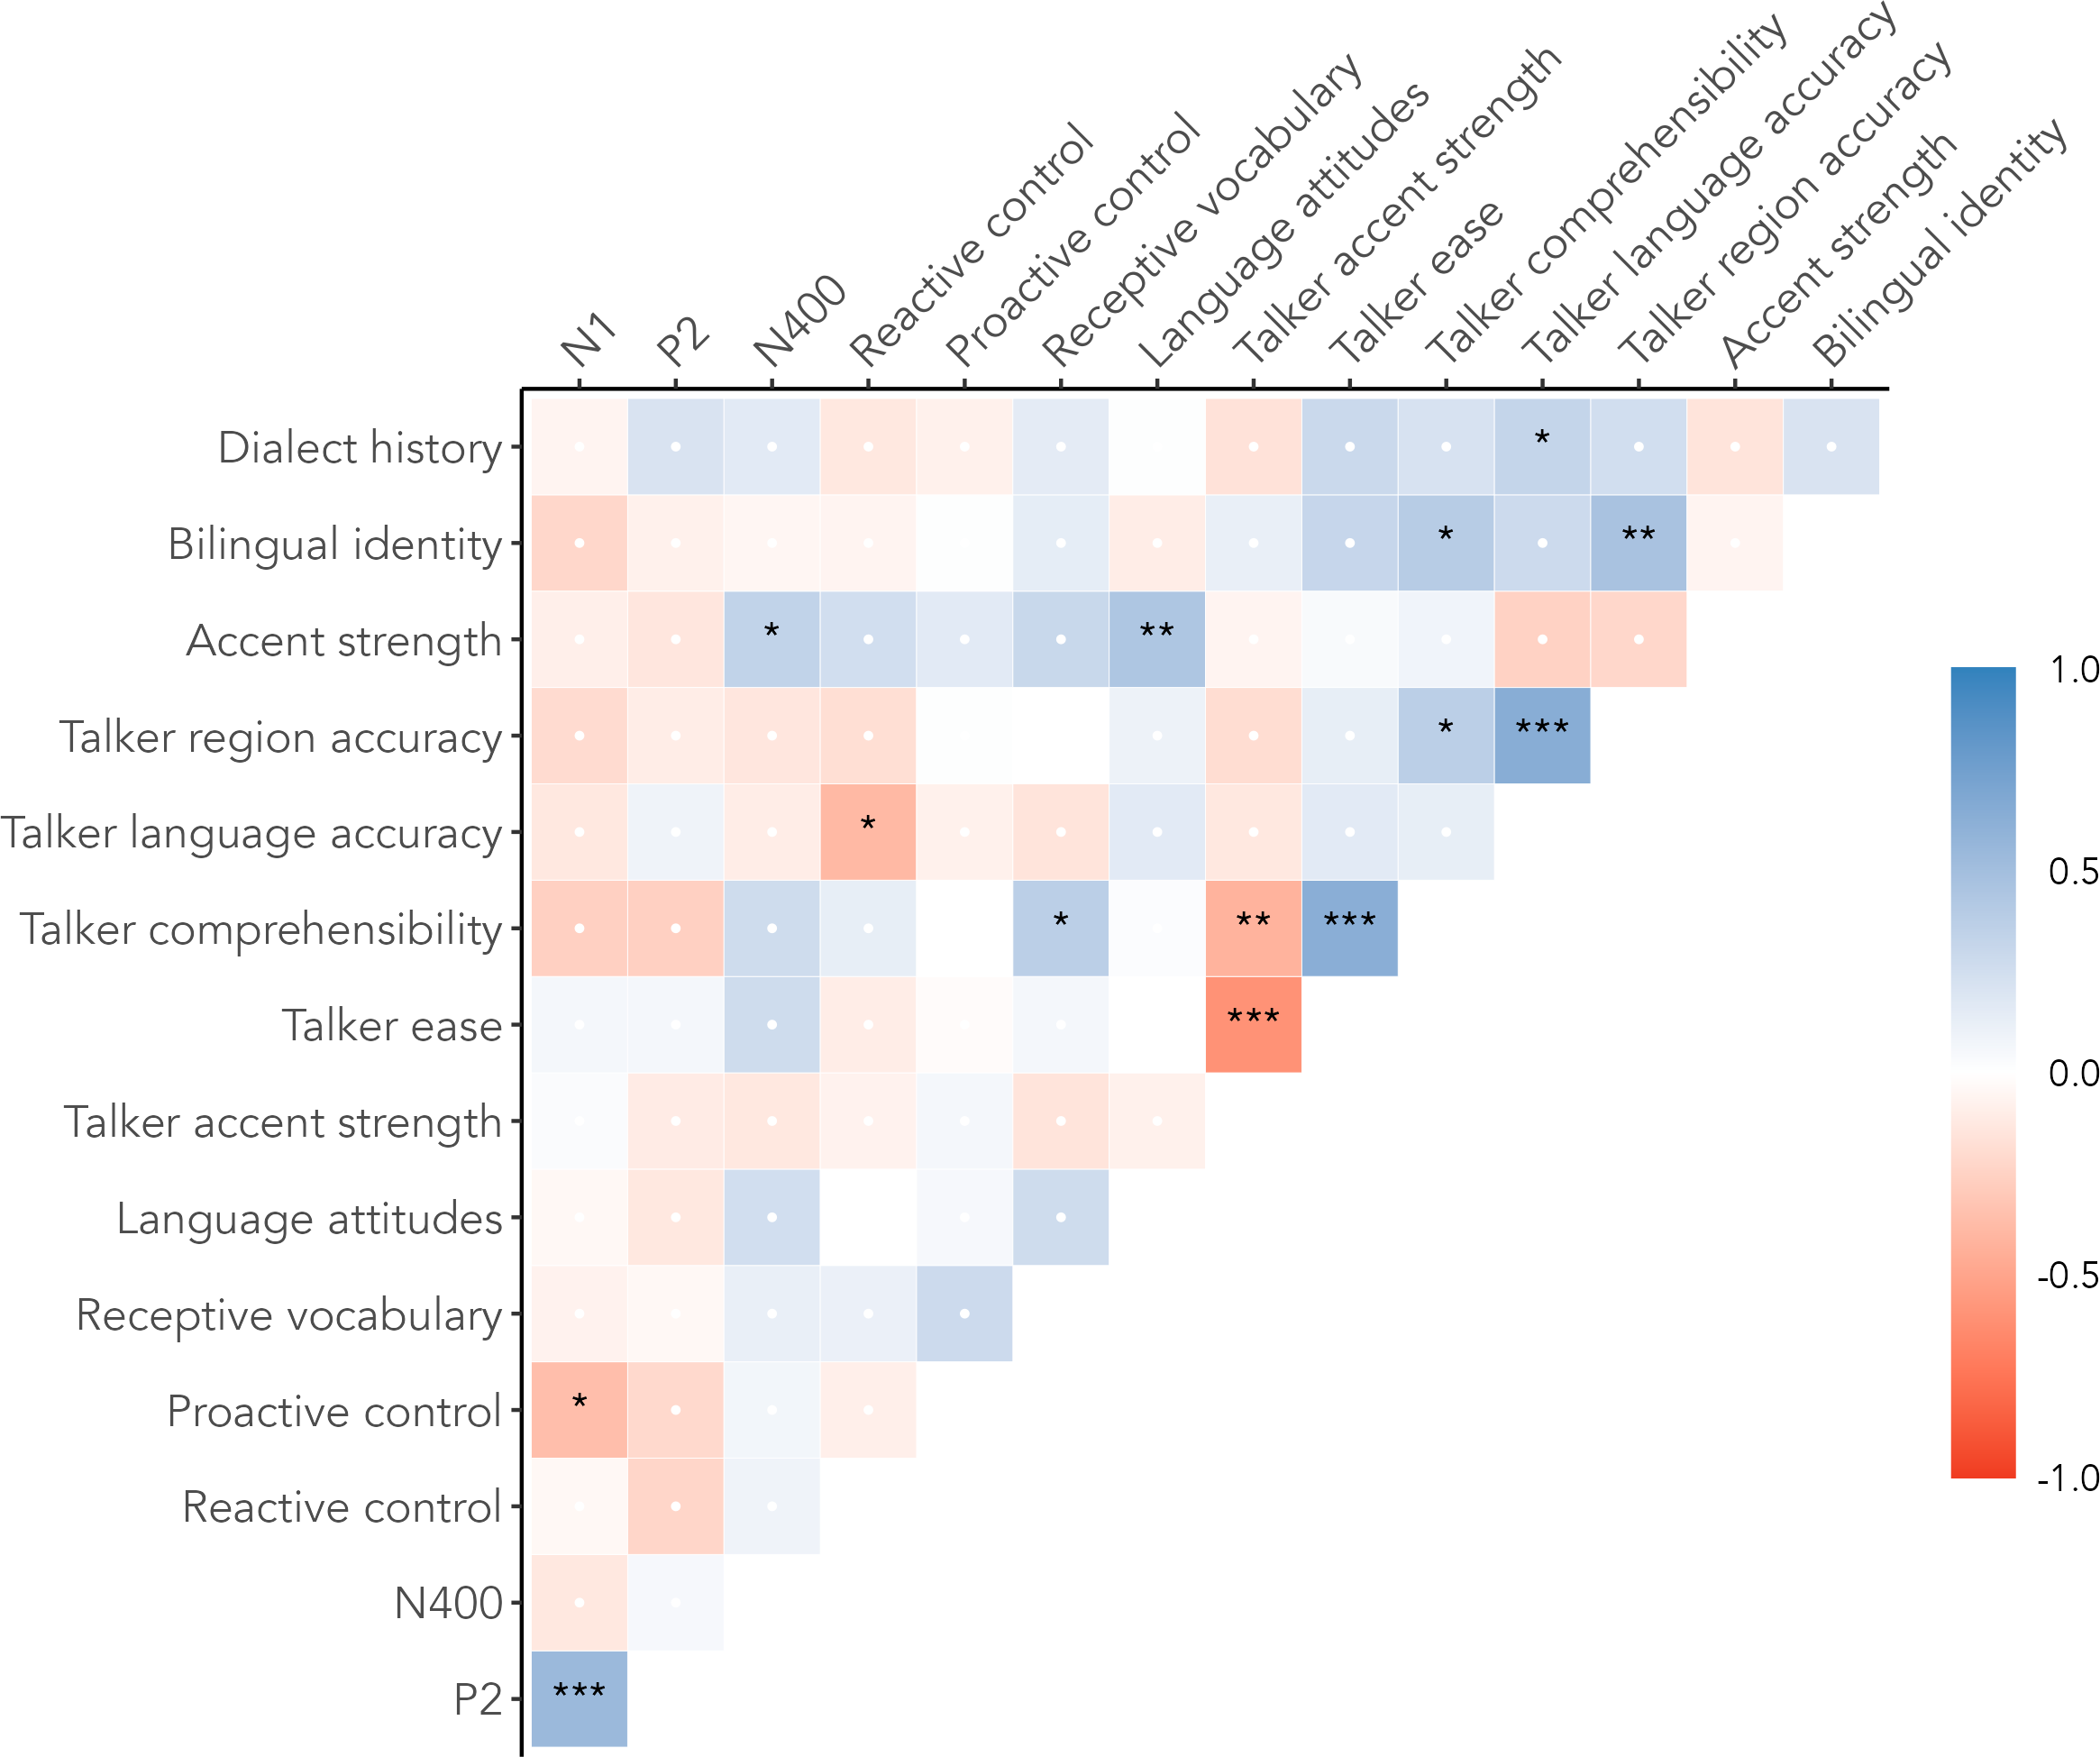 N1
P2
N400
Reactive control
Proactive control
Receptive vocabulary
Language attitudes
Talker accent strength
Talker ease
Talker comprehensibility
Talker language accuracy
Talker region accuracy
Accent strength
Bilingual identity
Dialect history
*
Bilingual identity
*
**
Accent strength
*
**
Talker region accuracy
*
***
Talker language accuracy
*
Talker comprehensibility
*
**
***
Talker ease
***
Talker accent strength
Language attitudes
Receptive vocabulary
Proactive control
*
Reactive control
N400
P2
***
1.0
0.5
0.0
-0.5
-1.0